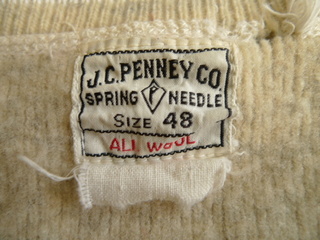 J.C. PENNEY CO.
SPRING P NEEDLE
SIZE 48
ALL WOOL